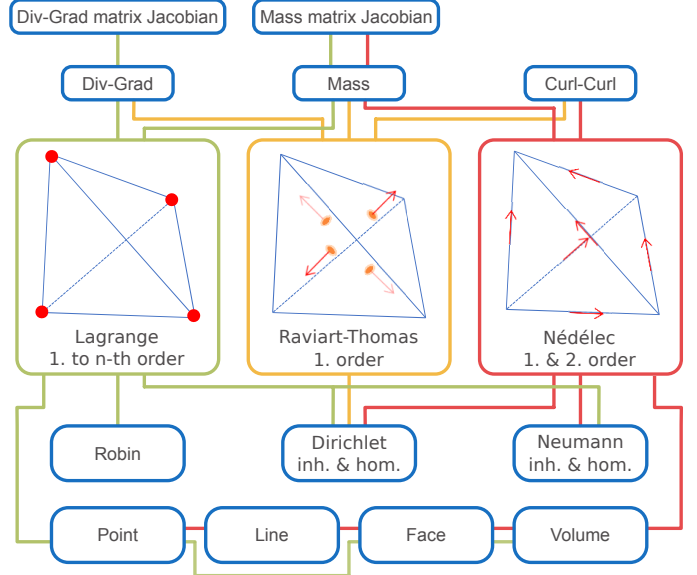 Div-Grad matrix Jacobian
Mass matrix Jacobian
Div-Grad
Mass
Curl-Curl
Lagrange
1. to n-th order
Raviart-Thomas
1. order
Nédélec
1. & 2. order
Robin
Dirichlet
inh. & hom.
Neumann
inh. & hom.
Point
Line
Face
Volume